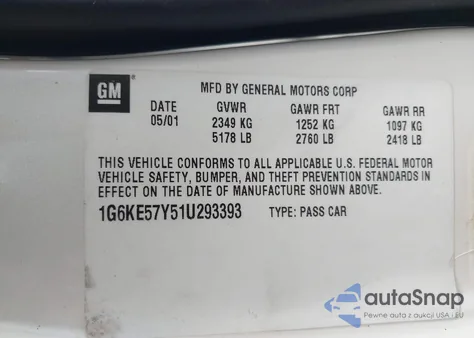 GM
MFD BY GENERAL MOTORS CORP
DATE GVWR GAWR FRT GAWR RR
05/01 2349 KG 1252 KG 1097 KG
5178 LB 2760 LB 2418 LB
THIS VEHICLE CONFORMS TO ALL APPLICABLE U.S. FEDERAL MOTOR
VEHICLE SAFETY, BUMPER, AND THEFT PREVENTION STANDARDS IN
EFFECT ON THE DATE OF MANUFACTURE SHOWN ABOVE.
1G6KE57Y51U293393 TYPE: PASS CAR
autoSnap
Pewne auta z aukcji USA i EU